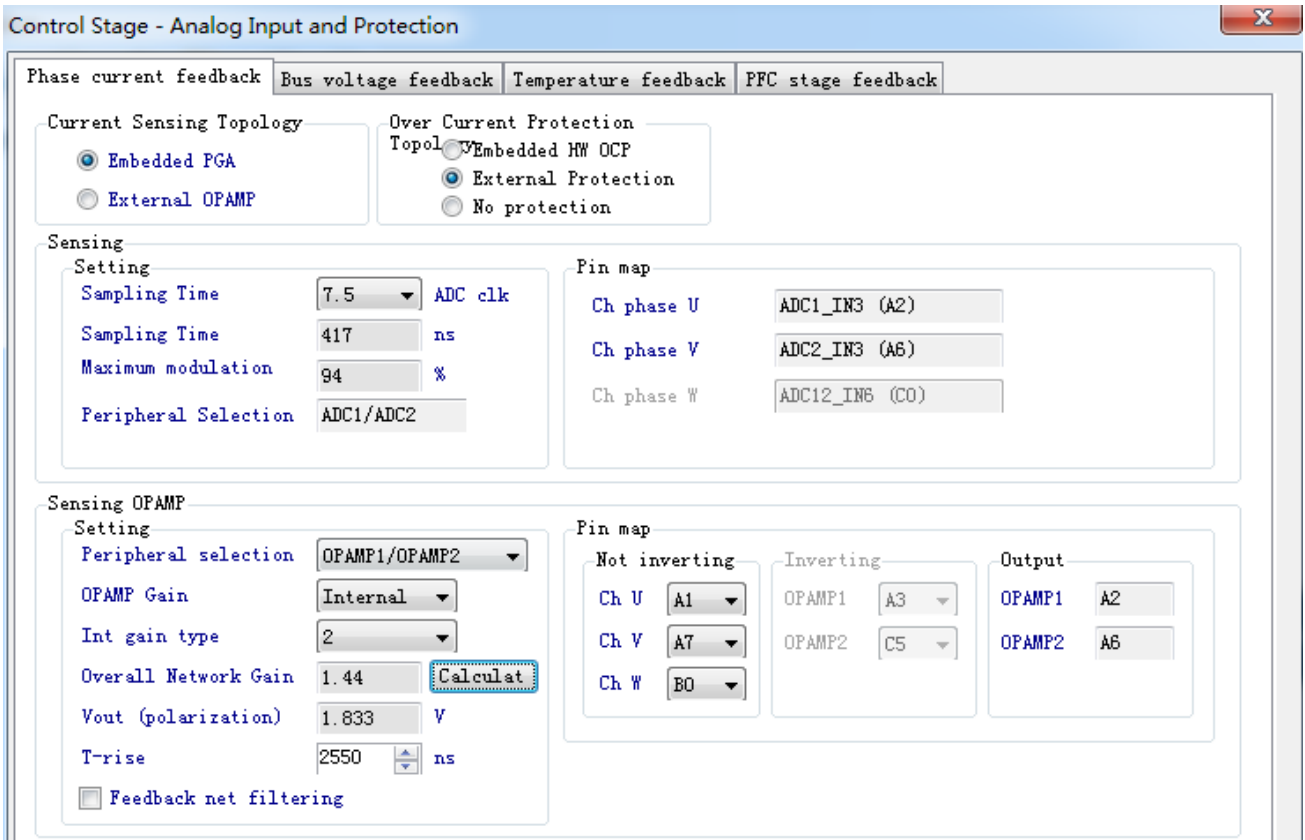 Control Stage - Analog Input and Protection
x
Phase current feedback Bus voltage feedback Temperature feedback PFC stage feedback
Current Sensing Topology
Embedded PGA
External OPAMP
Over Current Protection
Topology
Embedded HW OCP
External Protection
No protection
Sensing
Setting
Sampling Time 7.5 ADC clk
Sampling Time 417 ns
Maximum modulation 94 %
Peripheral Selection ADC1/ADC2
Pin map
Ch phase U ADC1_IN3 (A2)
Ch phase V ADC2_IN3 (A6)
Ch phase W ADC12_IN6 (C0)
Sensing OPAMP
Setting
Peripheral selection OPAMP1/OPAMP2
OPAMP Gain Internal
Int gain type 2
Overall Network Gain 1.44 Calculat
Vout (polarization) 1.833 V
T-rise 2550 ns
Feedback net filtering
Pin map
Not inverting
Ch U A1
Ch V A7
Ch W B0
Inverting
OPAMP1 A3
OPAMP2 C5
Output
OPAMP1 A2
OPAMP2 A6